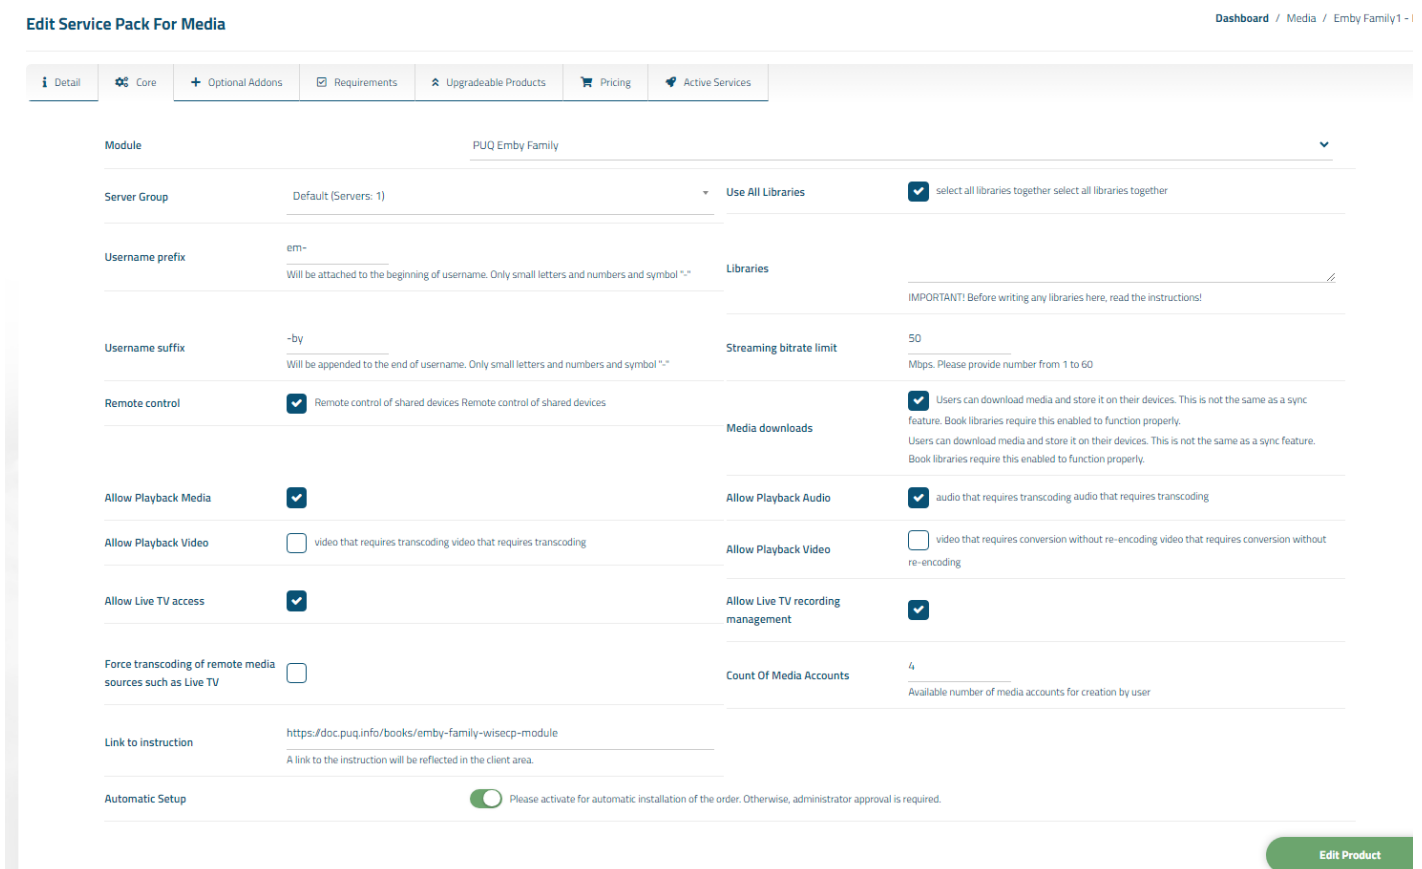 Edit Service Pack For Media
Dashboard / Media / Emby Family1 -
Detail
Core
Optional Addons
Requirements
Upgradeable Products
Pricing
Active Services
Module
PUQ Emby Family
Server Group
Default (Servers: 1)
Use All Libraries
select all libraries together select all libraries together
Username prefix
em-
Will be attached to the beginning of username. Only small letters and numbers and symbol "-"
Libraries
IMPORTANT! Before writing any libraries here, read the instructions!
Username suffix
-by
Will be appended to the end of username. Only small letters and numbers and symbol "-"
Streaming bitrate limit
50
Mbps. Please provide number from 1 to 60
Remote control
Remote control of shared devices Remote control of shared devices
Media downloads
Users can download media and store it on their devices. This is not the same as a sync
feature. Book libraries require this enabled to function properly.
Users can download media and store it on their devices. This is not the same as a sync feature.
Book libraries require this enabled to function properly.
Allow Playback Media
Allow Playback Audio
audio that requires transcoding audio that requires transcoding
Allow Playback Video
video that requires transcoding video that requires transcoding
Allow Playback Video
video that requires conversion without re-encoding video that requires conversion without
re-encoding
Allow Live TV access
Allow Live TV recording
management
Force transcoding of remote media
sources such as Live TV
Count Of Media Accounts
4
Available number of media accounts for creation by user
Link to instruction
https://doc.puq.info/books/emby-family-wisecp-module
A link to the instruction will be reflected in the client area.
Automatic Setup
Please activate for automatic installation of the order. Otherwise, administrator approval is required.
Edit Product